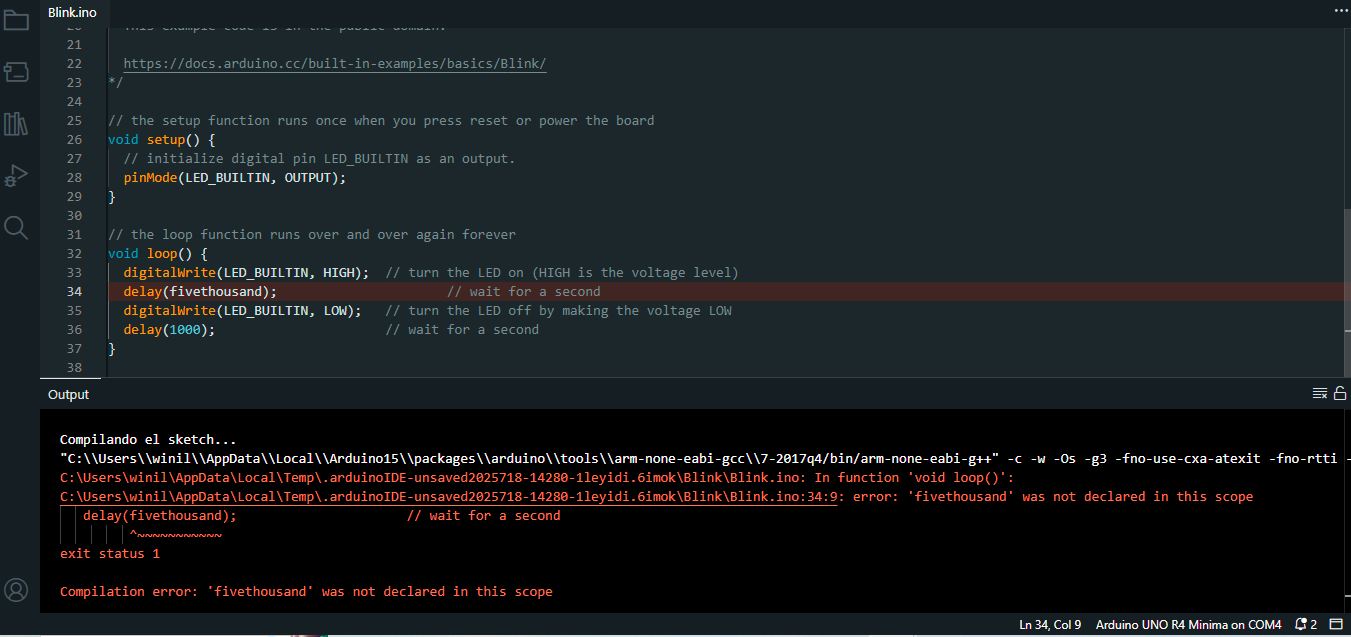 Blink.ino
20 This example code is in the public domain.
21
22 https://docs.arduino.cc/built-in-examples/basics/Blink/
23 */
24
25 // the setup function runs once when you press reset or power the board
26 void setup() {
27 // initialize digital pin LED_BUILTIN as an output.
28 pinMode(LED_BUILTIN, OUTPUT);
29 }
30
31 // the loop function runs over and over again forever
32 void loop() {
33 digitalWrite(LED_BUILTIN, HIGH); // turn the LED on (HIGH is the voltage level)
34 delay(fivethousand); // wait for a second
35 digitalWrite(LED_BUILTIN, LOW); // turn the LED off by making the voltage LOW
36 delay(1000); // wait for a second
37 }
38
Output
Compilando el sketch...
"C:\\Users\\winil\\AppData\\Local\\Arduino15\\packages\\arduino\\tools\\arm-none-eabi-gcc\\7-2017q4/bin/arm-none-eabi-g++" -c -w -Os -g3 -fno-use-cxa-atexit -fno-rtti -
C:\Users\winil\AppData\Local\Temp\.arduinoIDE-unsaved2025718-14280-1leyidi.6imok\Blink\Blink.ino: In function 'void loop()':
C:\Users\winil\AppData\Local\Temp\.arduinoIDE-unsaved2025718-14280-1leyidi.6imok\Blink\Blink.ino:34:9: error: 'fivethousand' was not declared in this scope
delay(fivethousand); // wait for a second
^~~~~~~~~~~~
exit status 1
Compilation error: 'fivethousand' was not declared in this scope
Ln 34, Col 9 Arduino UNO R4 Minima on COM4 2